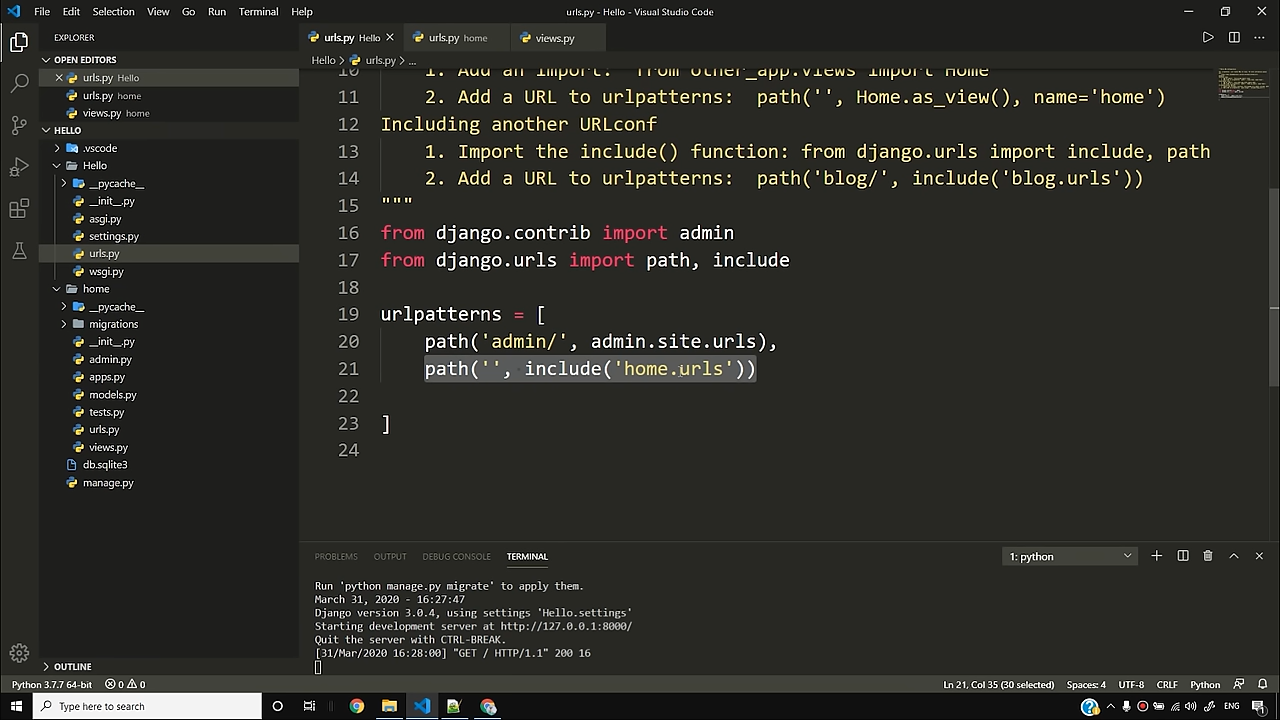 File Edit Selection View Go Run Terminal Help
urls.py - Hello - Visual Studio Code
EXPLORER
OPEN EDITORS
urls.py Hello
urls.py home
views.py home
HELLO
.vscode
Hello
__pycache__
__init__.py
asgi.py
settings.py
urls.py
wsgi.py
home
__pycache__
migrations
__init__.py
admin.py
apps.py
models.py
tests.py
urls.py
views.py
db.sqlite3
manage.py
OUTLINE
urls.py Hello
urls.py home
views.py
Hello > urls.py > ...
10 1. Add an import: from other_app.views import Home
11 2. Add a URL to urlpatterns: path('', Home.as_view(), name='home')
12 Including another URLconf
13 1. Import the include() function: from django.urls import include, path
14 2. Add a URL to urlpatterns: path('blog/', include('blog.urls'))
15 """
16 from django.contrib import admin
17 from django.urls import path, include
18
19 urlpatterns = [
20 path('admin/', admin.site.urls),
21 path('', include('home.urls'))
22
23 ]
24
PROBLEMS OUTPUT DEBUG CONSOLE TERMINAL
1: python
Run 'python manage.py migrate' to apply them.
March 31, 2020 - 16:27:47
Django version 3.0.4, using settings 'Hello.settings'
Starting development server at http://127.0.0.1:8000/
Quit the server with CTRL-BREAK.
[31/Mar/2020 16:28:00] "GET / HTTP/1.1" 200 16
Python 3.7.7 64-bit 0 0
Ln 21, Col 35 (30 selected) Spaces: 4 UTF-8 CRLF Python
Type here to search
ENG